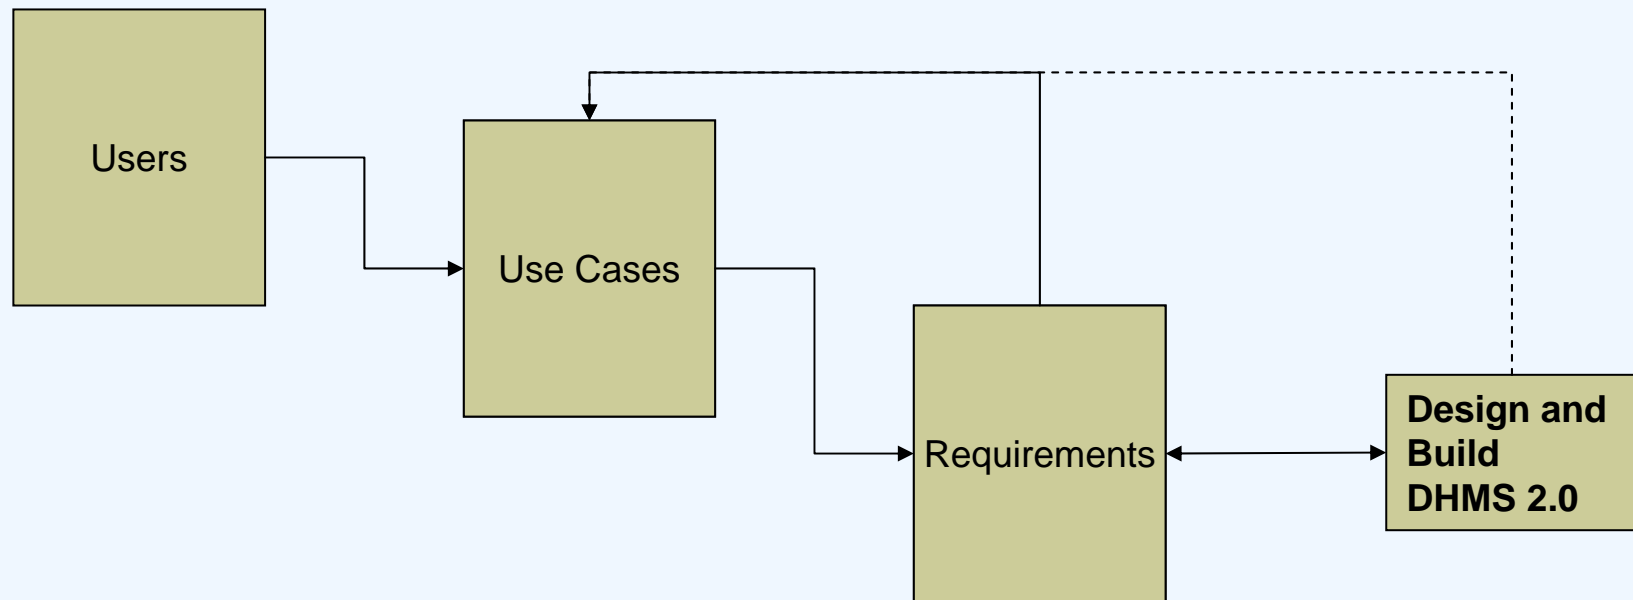 Users
Use Cases
Requirements
Design and
Build
DHMS 2.0